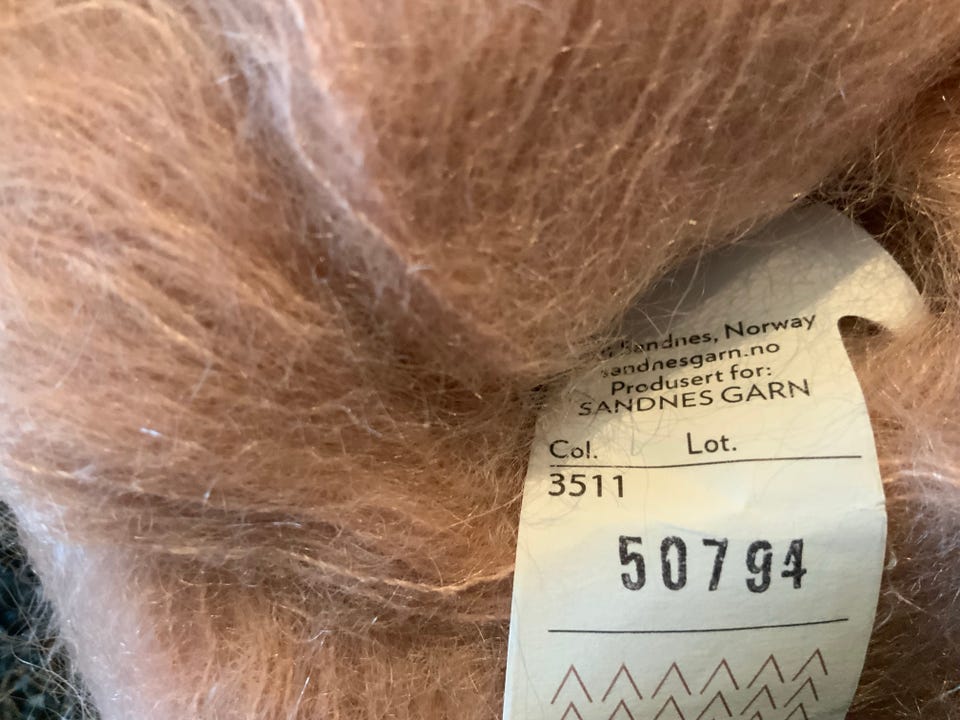 Sandnes, Norway
sandnesgarn.no
Produsert for:
SANDNES GARN
Col. Lot.
3511
50794